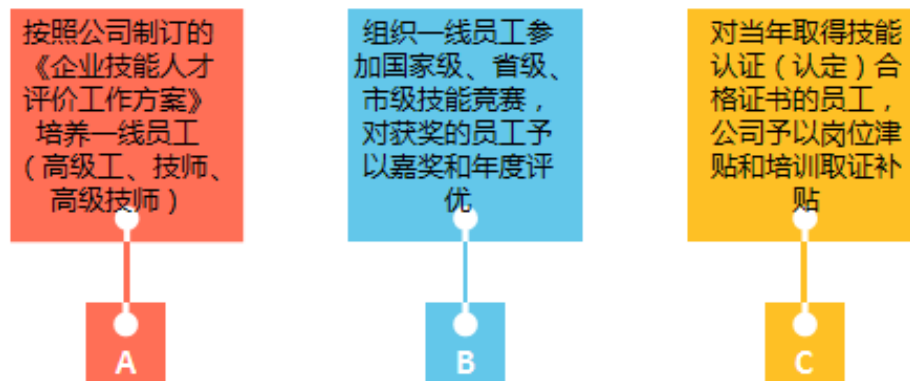 按照公司制订的
《企业技能人才
评价工作方案》
培养一线员工
（高级工、技师、
高级技师）
A
组织一线员工参
加国家级、省级、
市级技能竞赛，
对获奖的员工予
以嘉奖和年度评
优
B
对当年取得技能
认证（认定）合
格证书的员工，
公司予以岗位津
贴和培训取证补
贴
C